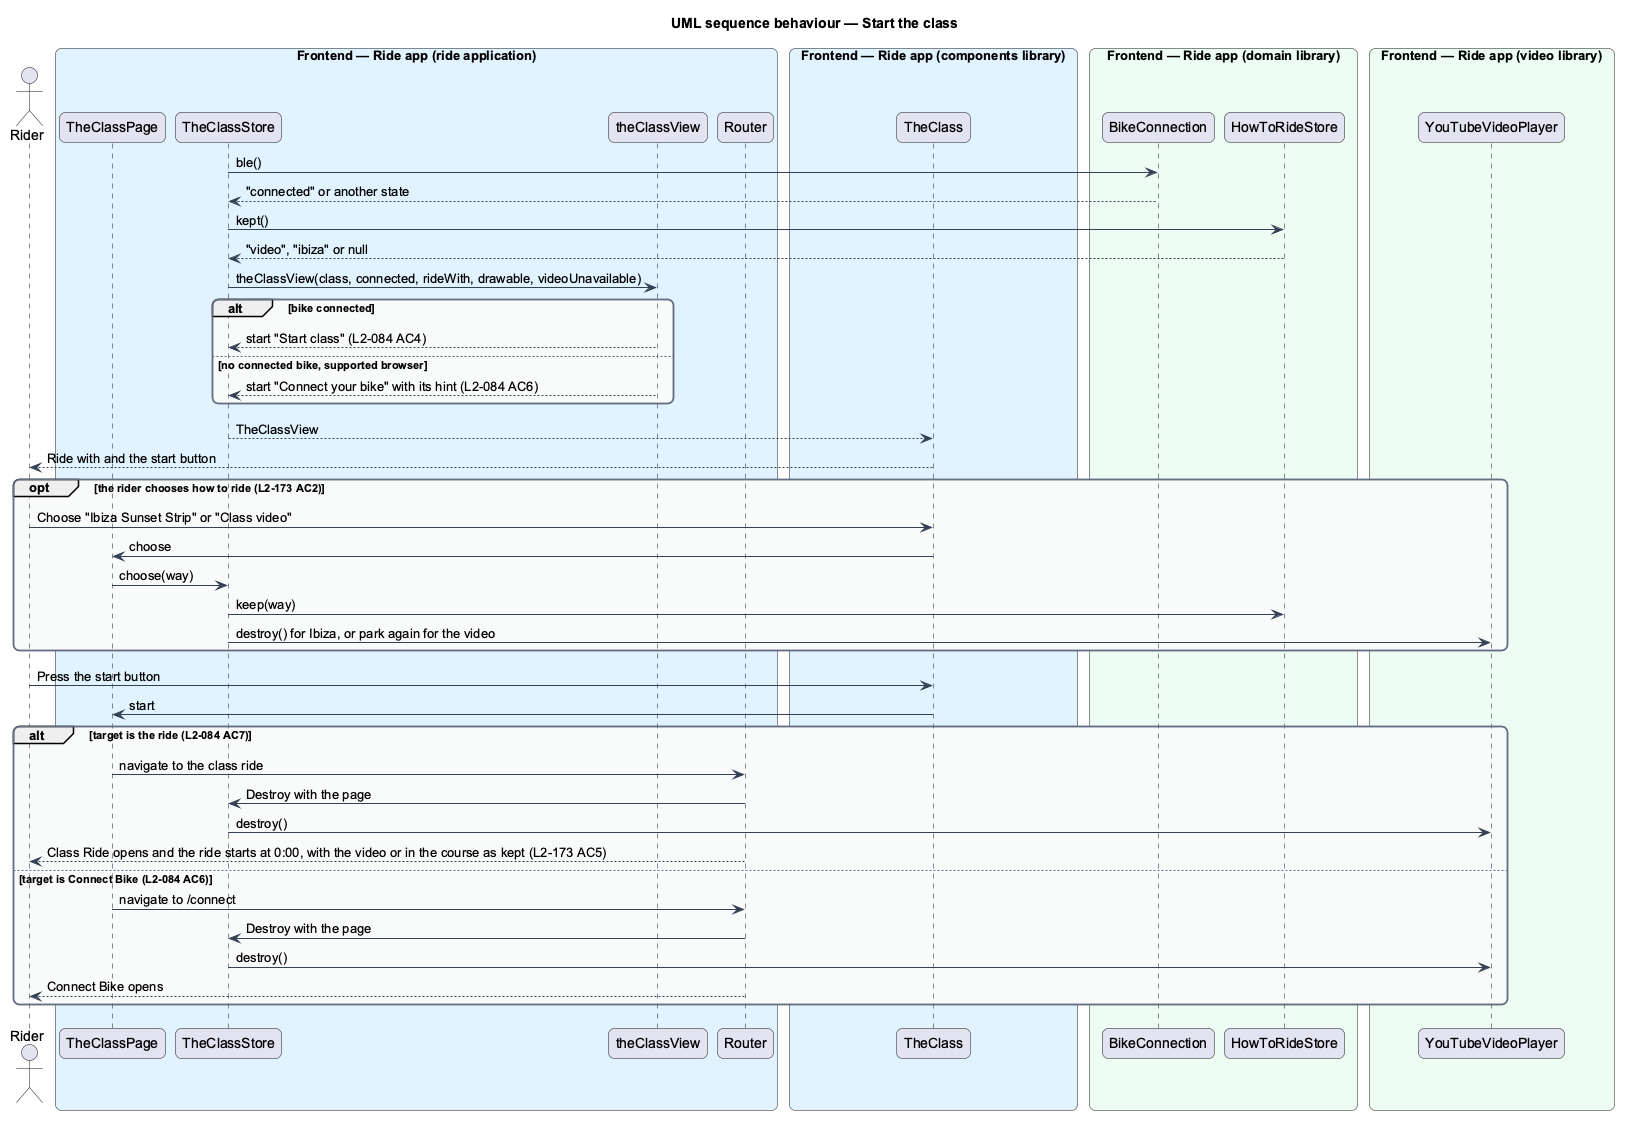 UML sequence behaviour — Start the class
Frontend — Ride app (ride application)
Frontend — Ride app (components library)
Frontend — Ride app (domain library)
Frontend — Ride app (video library)
Rider
TheClassPage
TheClassStore
theClassView
Router
TheClass
BikeConnection
HowToRideStore
YouTubeVideoPlayer
ble()
"connected" or another state
kept()
"video", "ibiza" or null
theClassView(class, connected, rideWith, drawable, videoUnavailable)
alt
[bike connected]
start "Start class" (L2-084 AC4)
[no connected bike, supported browser]
start "Connect your bike" with its hint (L2-084 AC6)
TheClassView
Ride with and the start button
opt
[the rider chooses how to ride (L2-173 AC2)]
Choose "Ibiza Sunset Strip" or "Class video"
choose
choose(way)
keep(way)
destroy() for Ibiza, or park again for the video
Press the start button
start
alt
[target is the ride (L2-084 AC7)]
navigate to the class ride
Destroy with the page
destroy()
Class Ride opens and the ride starts at 0:00, with the video or in the course as kept (L2-173 AC5)
[target is Connect Bike (L2-084 AC6)]
navigate to /connect
Destroy with the page
destroy()
Connect Bike opens
Rider
TheClassPage
TheClassStore
theClassView
Router
TheClass
BikeConnection
HowToRideStore
YouTubeVideoPlayer